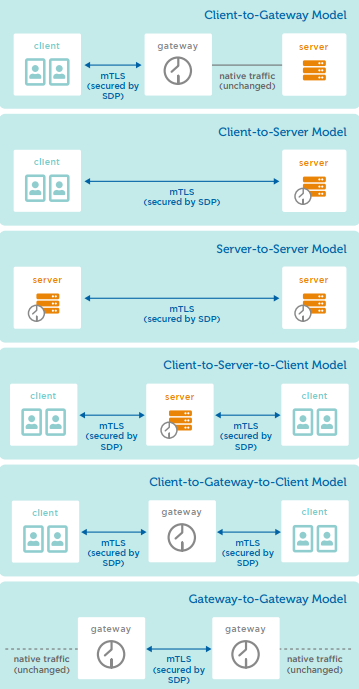 Client-to-Gateway Model
client
gateway
server
mTLS
(secured by
SDP)
native traffic
(unchanged)
Client-to-Server Model
client
server
mTLS
(secured by SDP)
Server-to-Server Model
server
server
mTLS
(secured by SDP)
Client-to-Server-to-Client Model
client
server
client
mTLS
(secured by
SDP)
mTLS
(secured by
SDP)
Client-to-Gateway-to-Client Model
client
gateway
client
mTLS
(secured by
SDP)
mTLS
(secured by
SDP)
Gateway-to-Gateway Model
gateway
gateway
native traffic
(unchanged)
mTLS
(secured by
SDP)
native traffic
(unchanged)